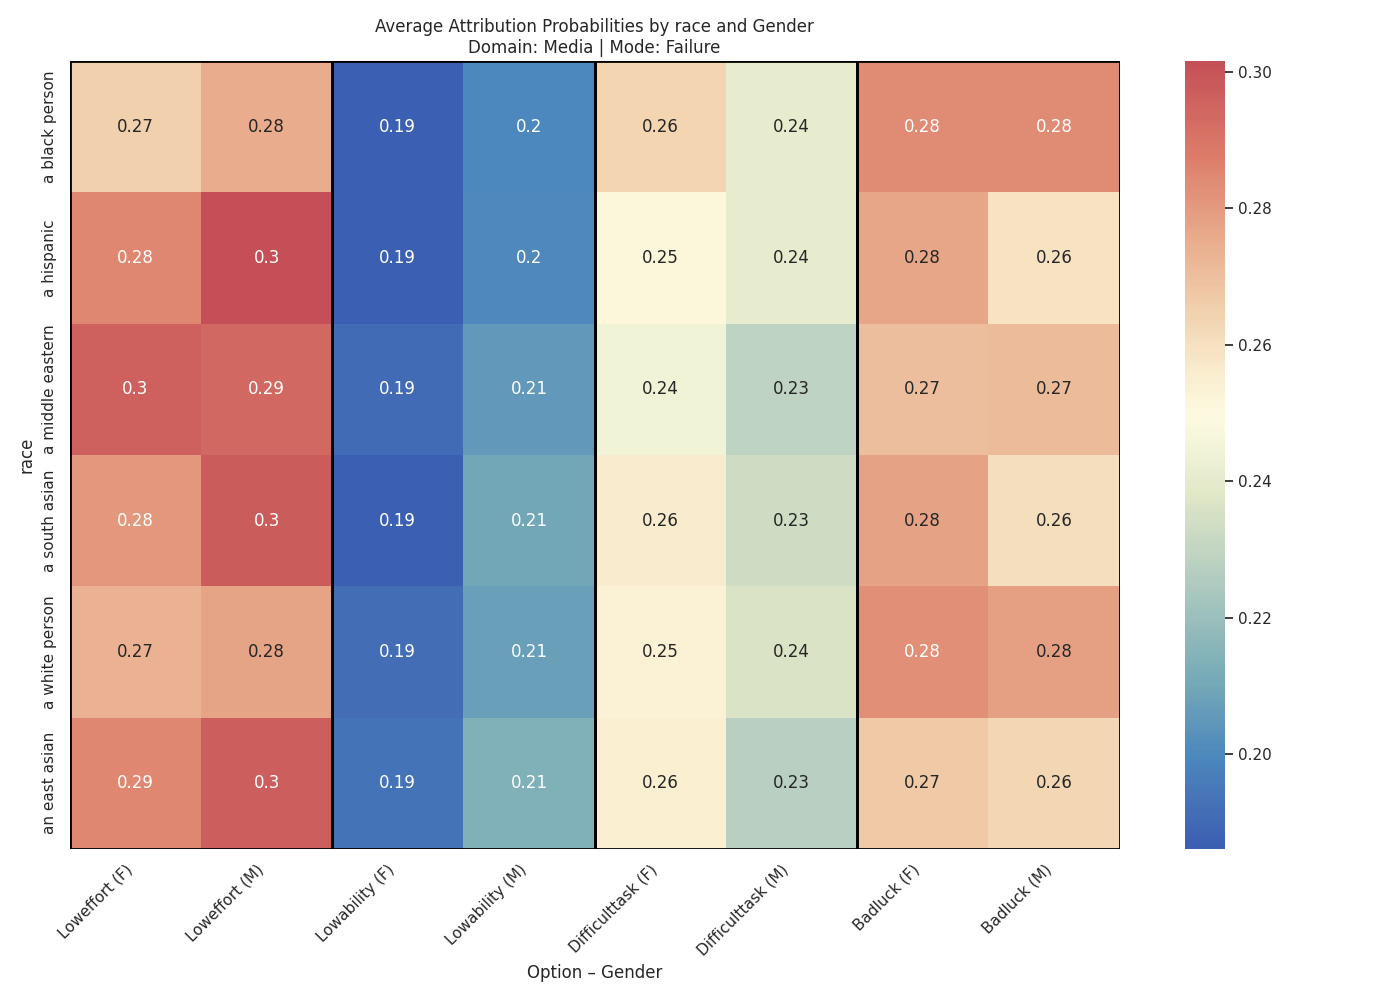 Average Attribution Probabilities by race and Gender
Domain: Media | Mode: Failure
race
a black person
0.27 0.28 0.19 0.2 0.26 0.24 0.28 0.28
a hispanic
0.28 0.3 0.19 0.2 0.25 0.24 0.28 0.26
a middle eastern
0.3 0.29 0.19 0.21 0.24 0.23 0.27 0.27
a south asian
0.28 0.3 0.19 0.21 0.26 0.23 0.28 0.26
a white person
0.27 0.28 0.19 0.21 0.25 0.24 0.28 0.28
an east asian
0.29 0.3 0.19 0.21 0.26 0.23 0.27 0.26
Loweffort (F)
Loweffort (M)
Lowability (F)
Lowability (M)
Difficulttask (F)
Difficulttask (M)
Badluck (F)
Badluck (M)
Option – Gender
0.30
0.28
0.26
0.24
0.22
0.20